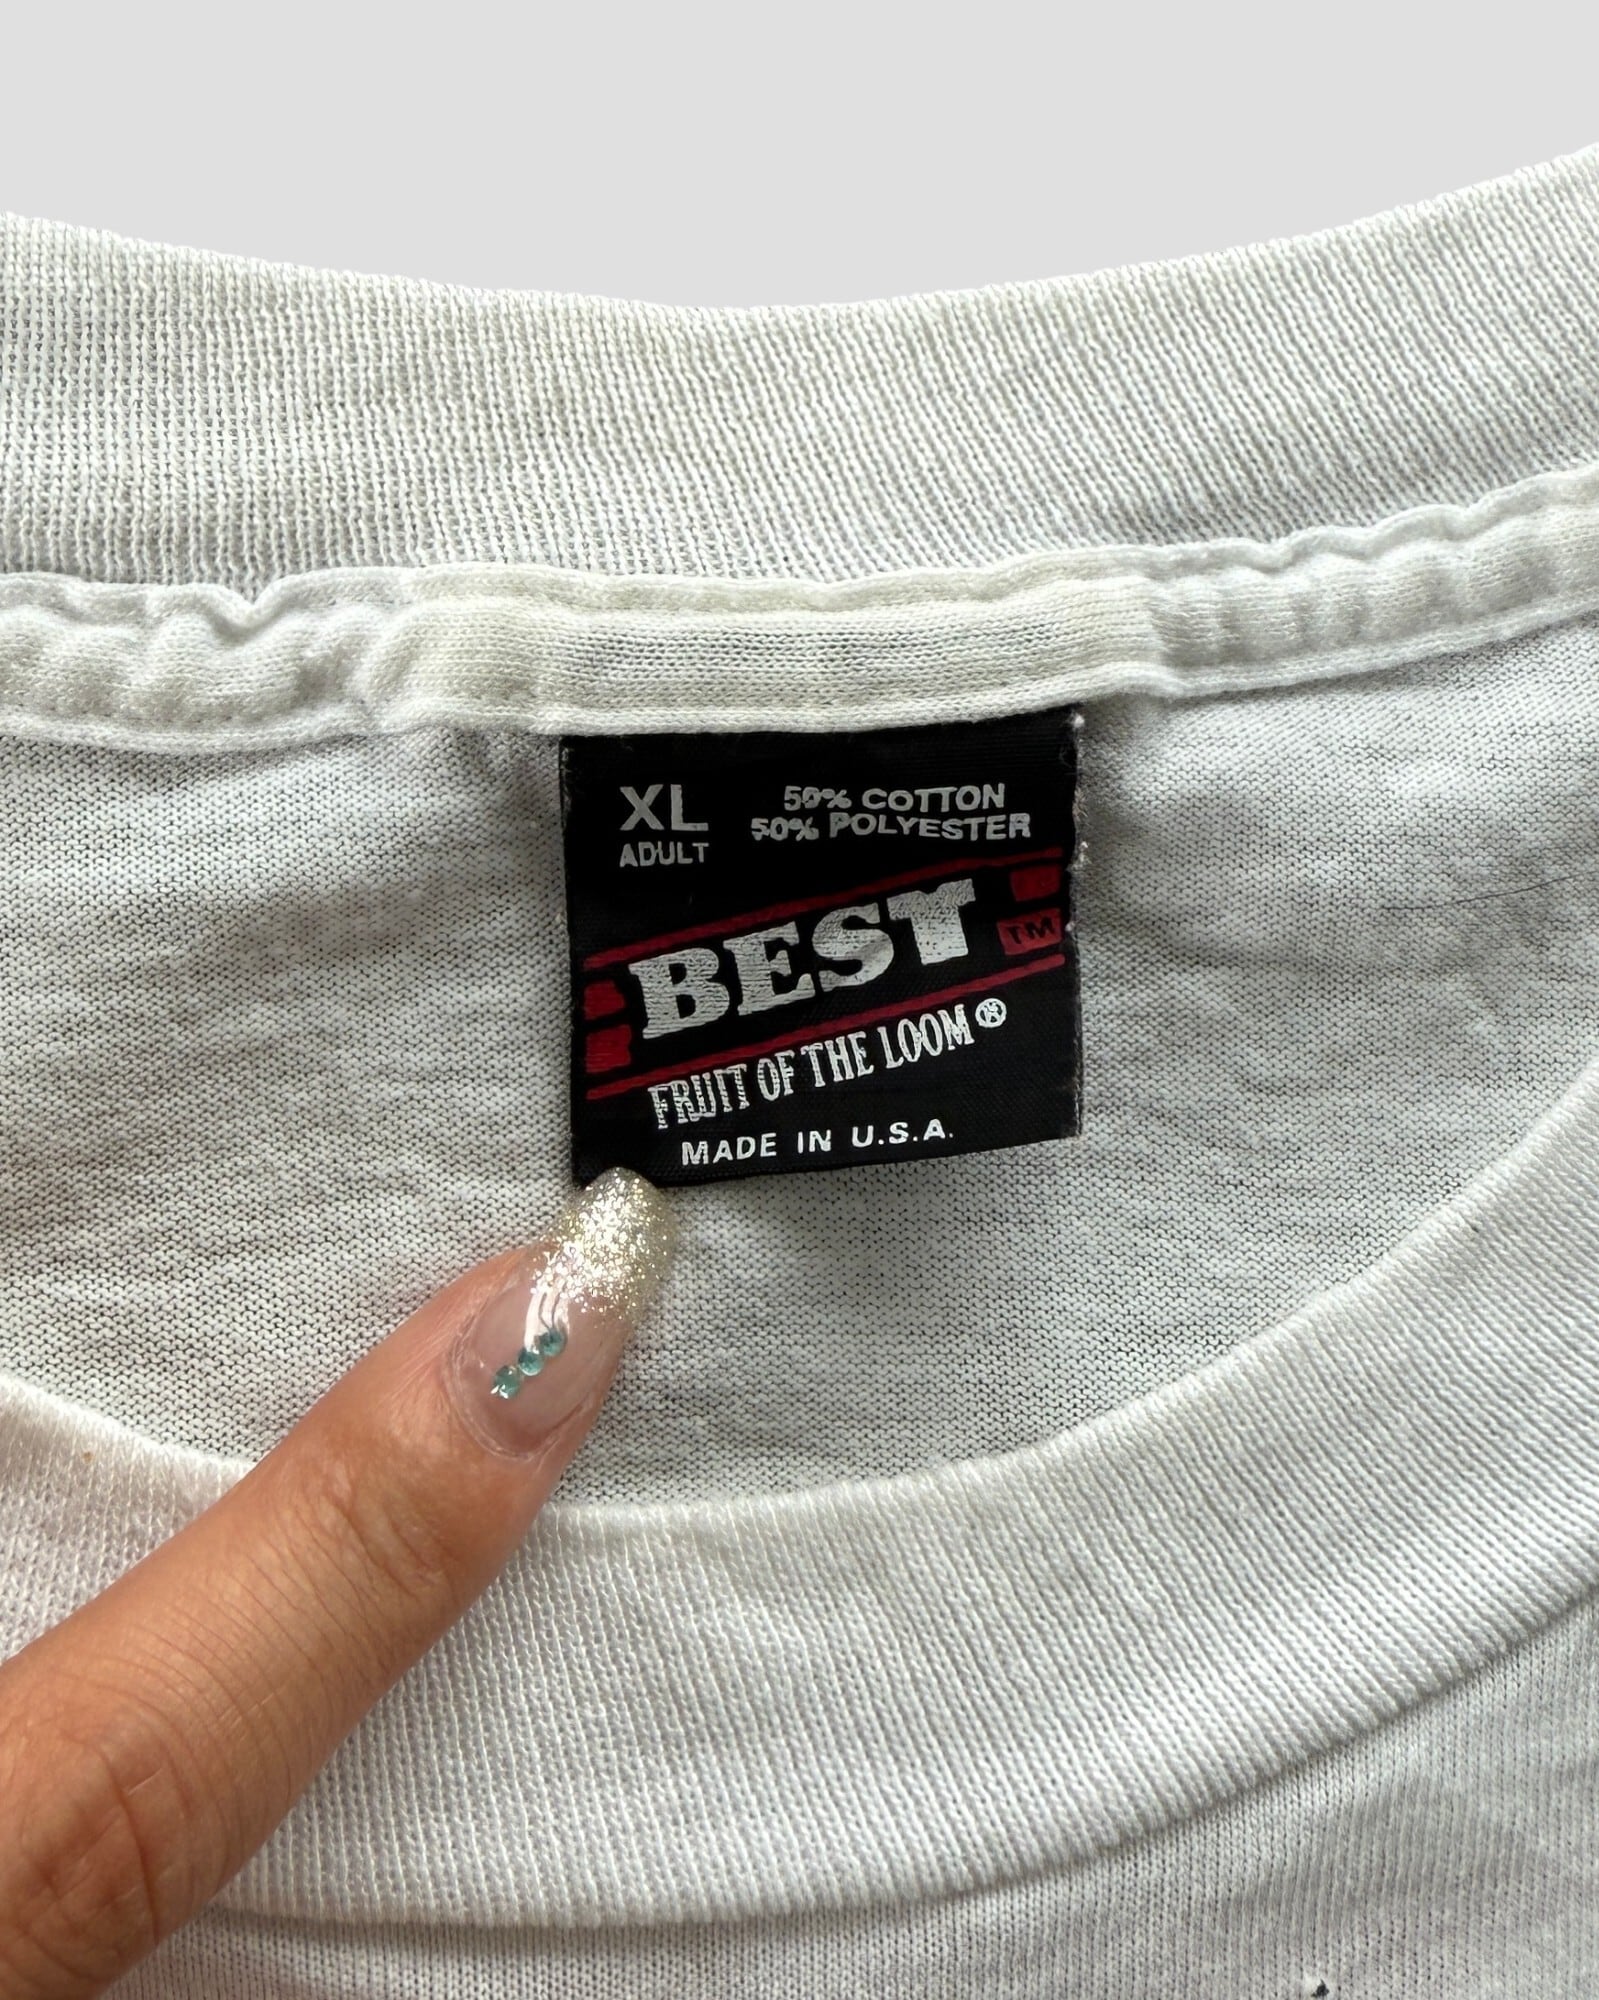 XL
ADULT
50% COTTON
50% POLYESTER
BEST
TM
FRUIT OF THE LOOM®
MADE IN U.S.A.